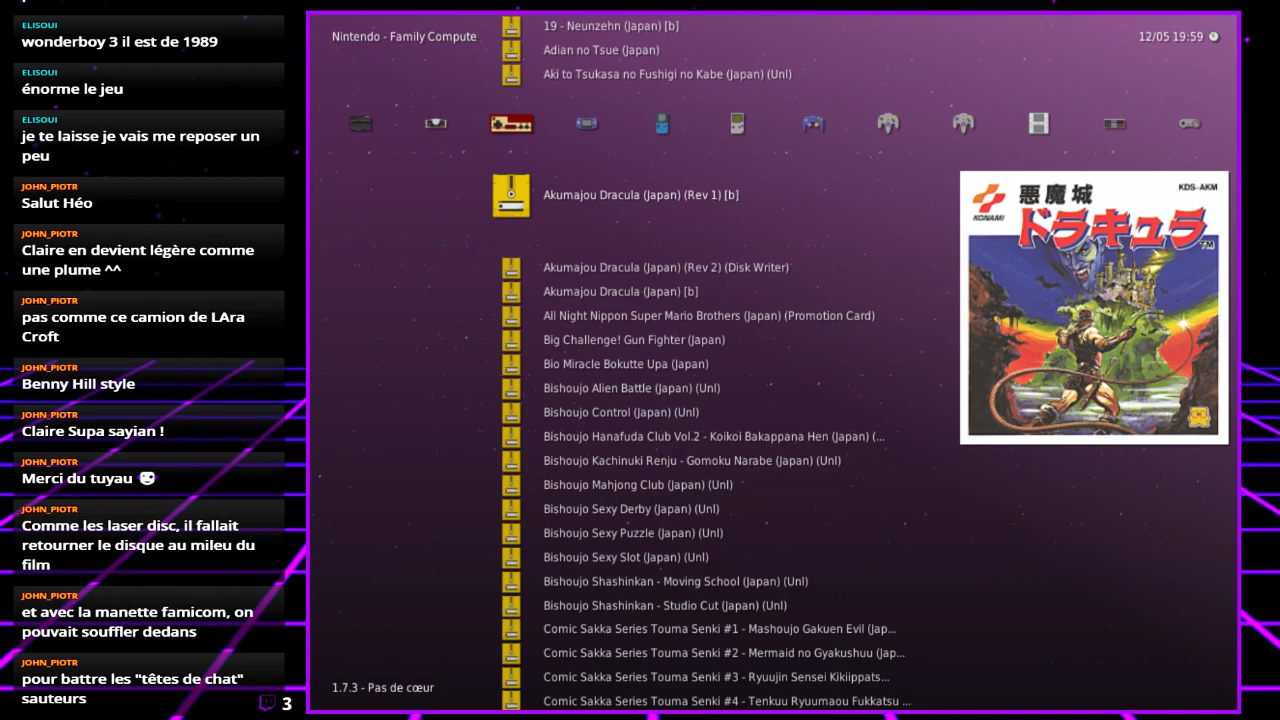 ELISOUI
wonderboy 3 il est de 1989
ELISOUI
énorme le jeu
ELISOUI
je te laisse je vais me reposer un
peu
JOHN_PIOTR
Salut Héo
JOHN_PIOTR
Claire en devient légère comme
une plume ^^
JOHN_PIOTR
pas comme ce camion de LAra
Croft
JOHN_PIOTR
Benny Hill style
JOHN_PIOTR
Claire Supa sayian !
JOHN_PIOTR
Merci du tuyau
JOHN_PIOTR
Comme les laser disc, il fallait
retourner le disque au mileu du
film
JOHN_PIOTR
et avec la manette famicom, on
pouvait souffler dedans
JOHN_PIOTR
pour battre les "têtes de chat"
sauteurs
3
Nintendo - Family Compute
12/05 19:59
19 - Neunzehn (Japan) [b]
Adian no Tsue (Japan)
Aki to Tsukasa no Fushigi no Kabe (Japan) (Unl)
Akumajou Dracula (Japan) (Rev 1) [b]
Akumajou Dracula (Japan) (Rev 2) (Disk Writer)
Akumajou Dracula (Japan) [b]
All Night Nippon Super Mario Brothers (Japan) (Promotion Card)
Big Challenge! Gun Fighter (Japan)
Bio Miracle Bokutte Upa (Japan)
Bishoujo Alien Battle (Japan) (Unl)
Bishoujo Control (Japan) (Unl)
Bishoujo Hanafuda Club Vol.2 - Koikoi Bakappana Hen (Japan) (...
Bishoujo Kachinuki Renju - Gomoku Narabe (Japan) (Unl)
Bishoujo Mahjong Club (Japan) (Unl)
Bishoujo Sexy Derby (Japan) (Unl)
Bishoujo Sexy Puzzle (Japan) (Unl)
Bishoujo Sexy Slot (Japan) (Unl)
Bishoujo Shashinkan - Moving School (Japan) (Unl)
Bishoujo Shashinkan - Studio Cut (Japan) (Unl)
Comic Sakka Series Touma Senki #1 - Mashoujo Gakuen Evil (Jap...
Comic Sakka Series Touma Senki #2 - Mermaid no Gyakushuu (Jap...
Comic Sakka Series Touma Senki #3 - Ryuujin Sensei Kikiippats...
Comic Sakka Series Touma Senki #4 - Tenkuu Ryuumaou Fukkatsu ...
1.7.3 - Pas de cœur
KONAMI
悪魔城
KDS-AKM
ドラキュラ
TM